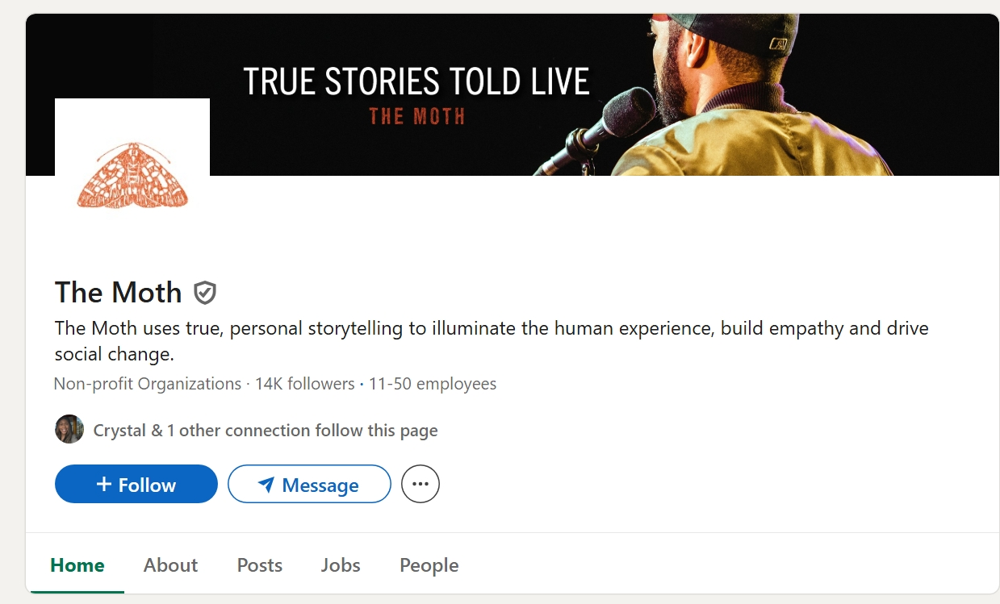 TRUE STORIES TOLD LIVE
THE MOTH
The Moth
The Moth uses true, personal storytelling to illuminate the human experience, build empathy and drive
social change.
Non-profit Organizations · 14K followers · 11-50 employees
Crystal & 1 other connection follow this page
+ Follow
Message
Home
About
Posts
Jobs
People